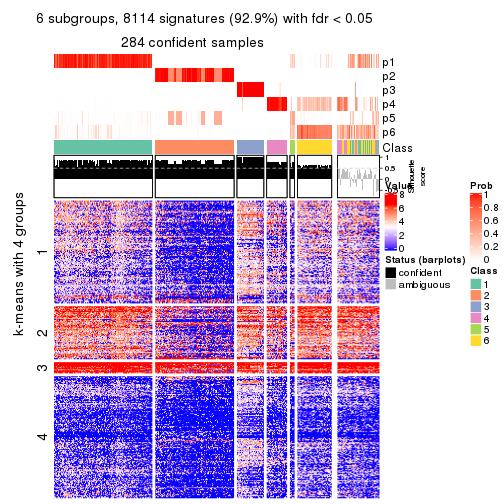 6 subgroups, 8114 signatures (92.9%) with fdr < 0.05
284 confident samples
p1
p2
p3
p4
p5
p6
Class
1
0.5
0
Silhouette
score
k-means with 4 groups
1
2
3
4
Value
8
6
4
2
0
Status (barplots)
confident
ambiguous
Prob
1
0.8
0.6
0.4
0.2
0
Class
1
2
3
4
5
6